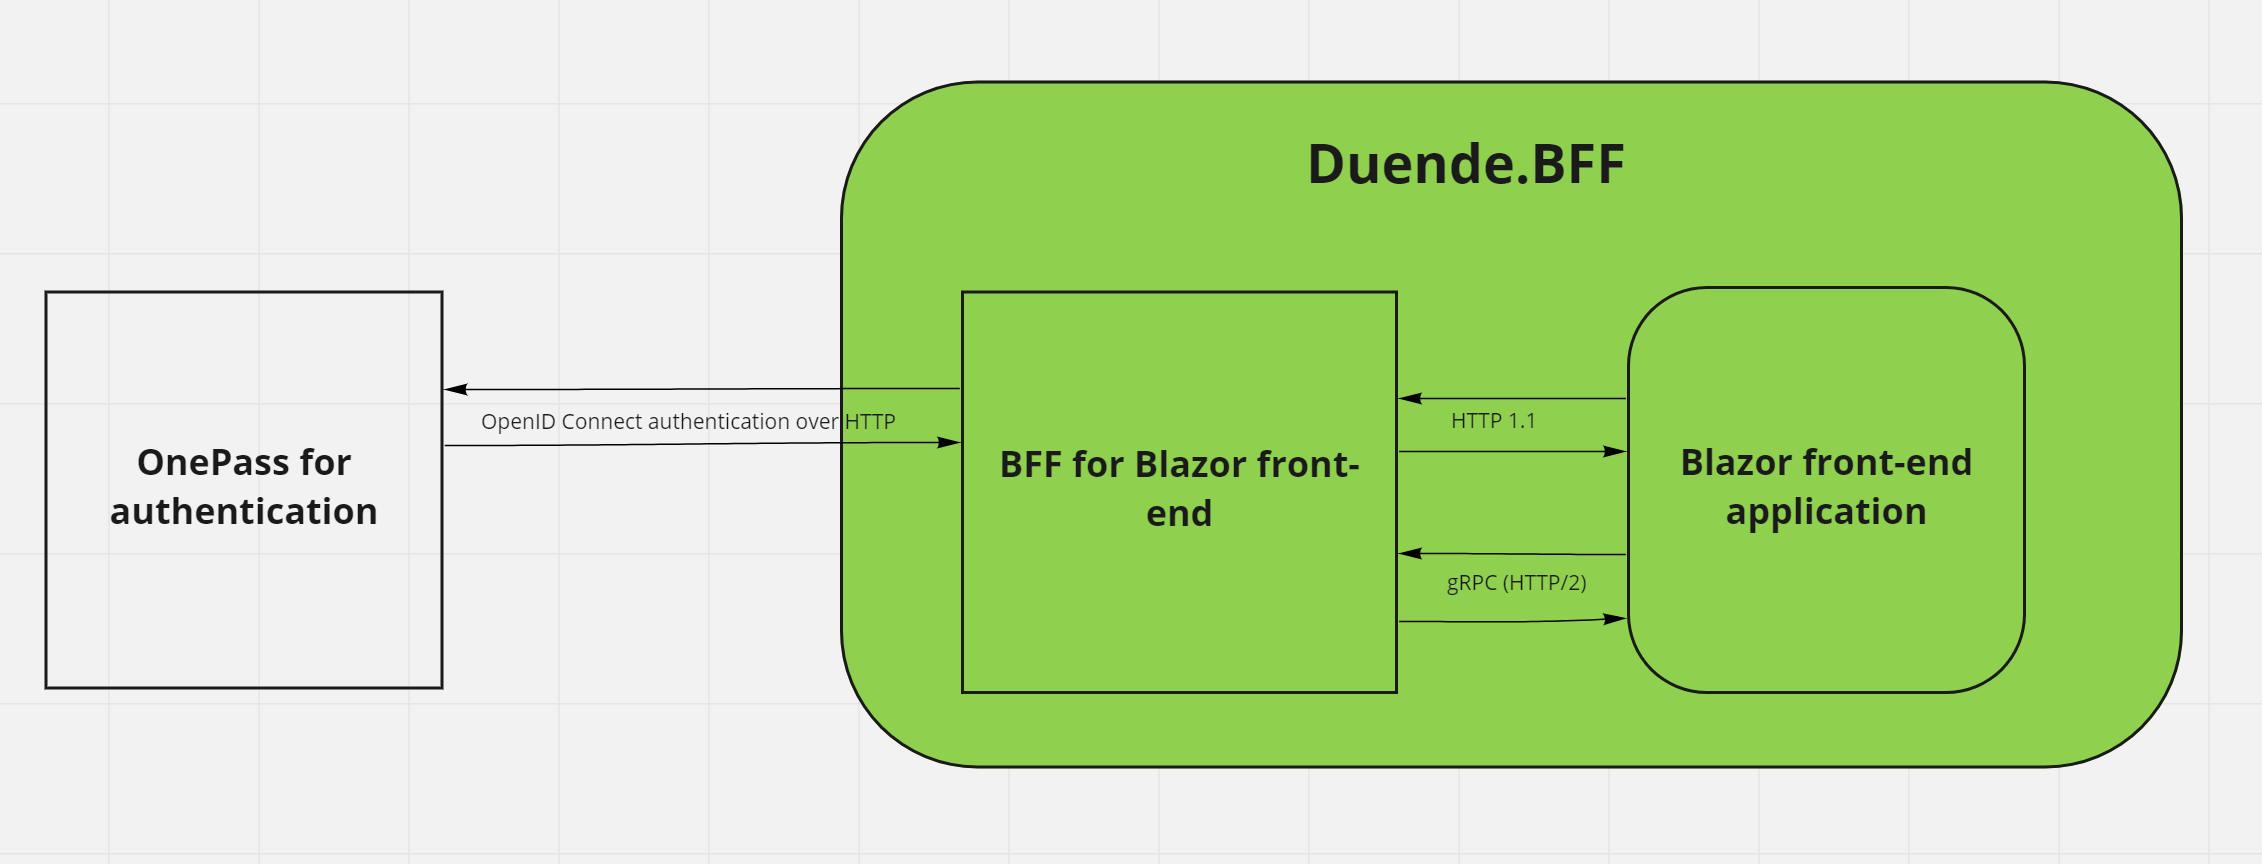 Duende.BFF
OpenID Connect authentication over HTTP
OnePass for
authentication
BFF for Blazor front-
end
HTTP 1.1
gRPC (HTTP/2)
Blazor front-end
application